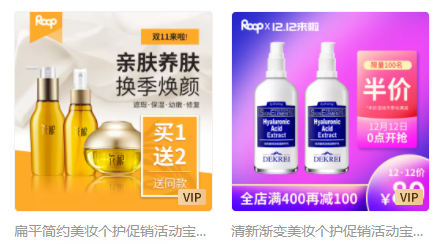 Roop
双11来啦!
亲肤养肤
换季焕颜
遮瑕·保湿·幼嫩·修复
买1
送2
送同款
VIP
扁平简约美妆个护促销活动宝...
Roop × 12.12来啦
限量100名
半价
12月12日
0点开抢
Hyaluronic
Acid
Extract
DEKREI
Hyaluronic
Acid
Extract
DEKREI
全店满400再减100
12·12价
¥
VIP
清新渐变美妆个护促销活动宝...